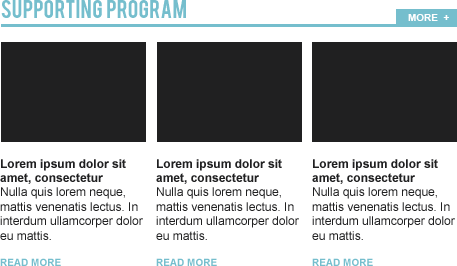 SUPPORTING PROGRAM
MORE +
Lorem ipsum dolor sit
amet, consectetur
Nulla quis lorem neque,
mattis venenatis lectus. In
interdum ullamcorper dolor
eu mattis.
READ MORE
Lorem ipsum dolor sit
amet, consectetur
Nulla quis lorem neque,
mattis venenatis lectus. In
interdum ullamcorper dolor
eu mattis.
READ MORE
Lorem ipsum dolor sit
amet, consectetur
Nulla quis lorem neque,
mattis venenatis lectus. In
interdum ullamcorper dolor
eu mattis.
READ MORE